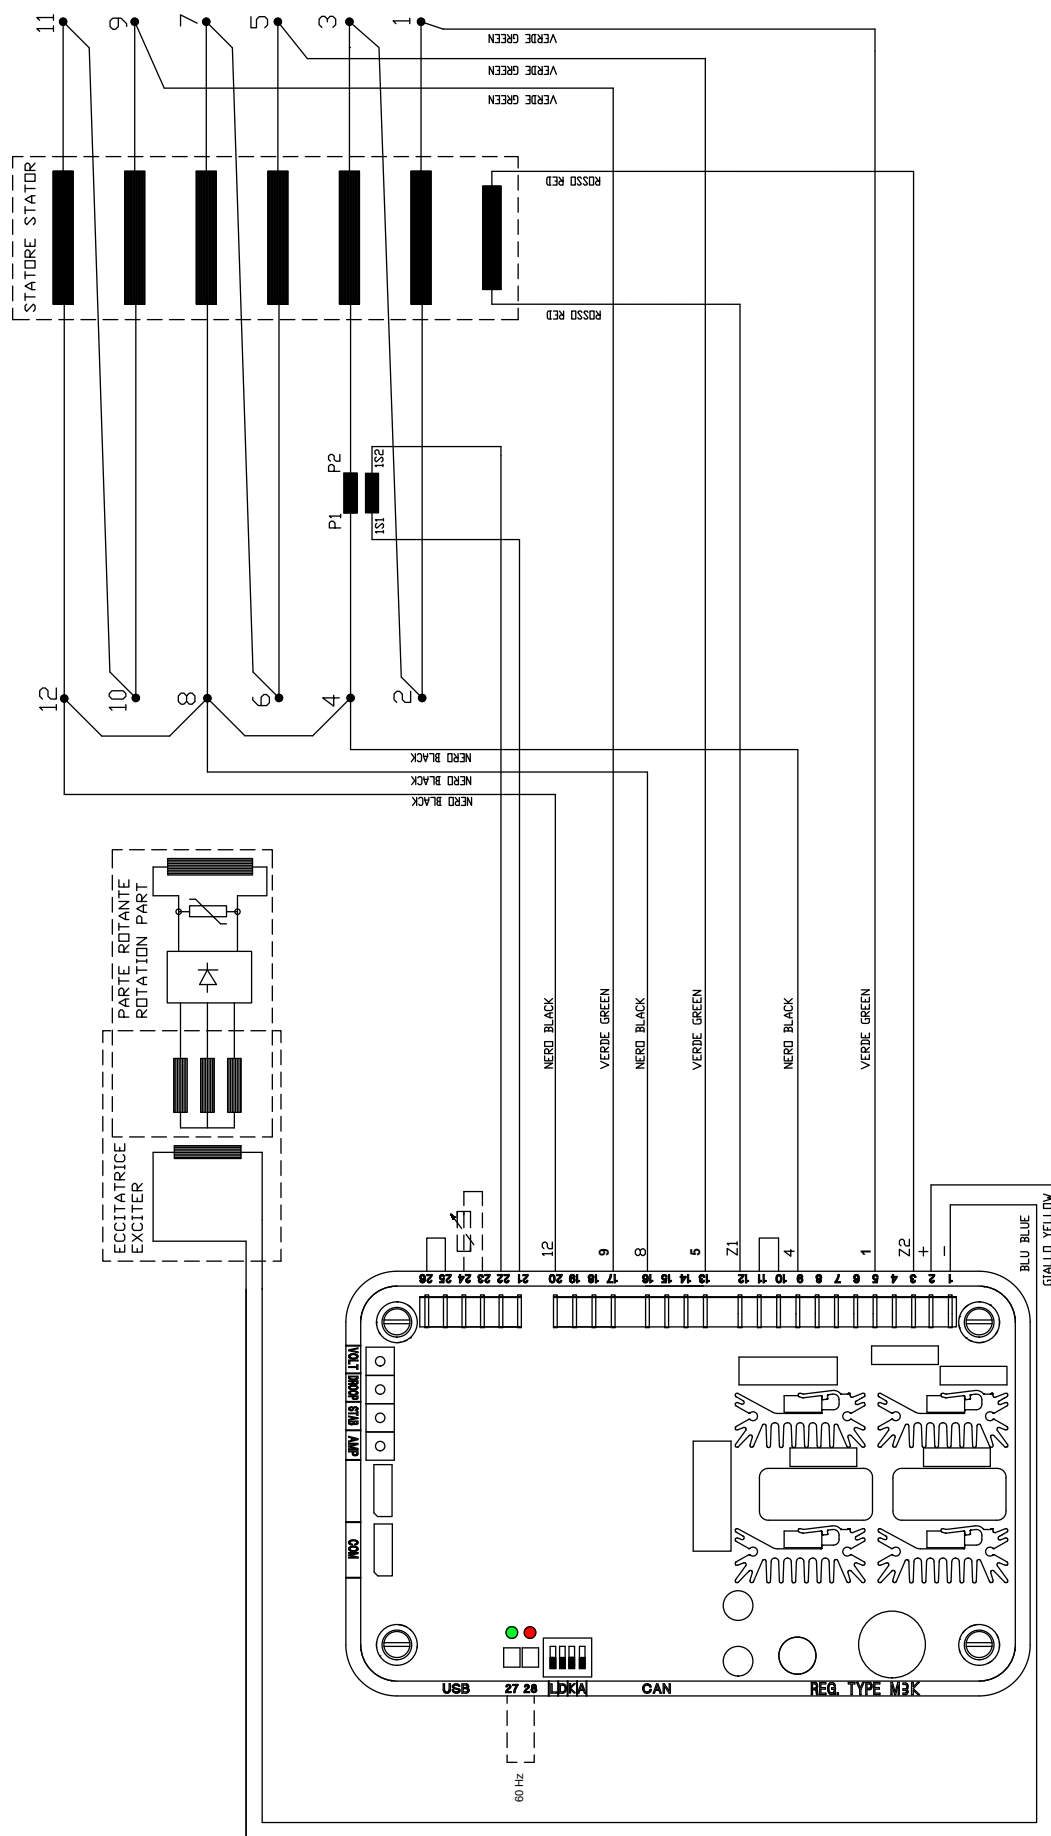 11
9
7
5
3
1
VERDE GREEN
VERDE GREEN
VERDE GREEN
STATORE STATOR
ROSSO RED
ROSSO RED
P1
P2
1S1
1S2
12
10
8
6
4
2
NERO BLACK
NERO BLACK
NERO BLACK
PARTE ROTANTE
ROTATION PART
ECCITATRICE
EXCITER
NERO BLACK
VERDE GREEN
NERO BLACK
VERDE GREEN
NERO BLACK
VERDE GREEN
12
9
8
5
Z1
4
1
Z2
+
-
BLU BLUE
GIALLO YELLOW
26
25
24
23
22
21
20
19
18
17
16
15
14
13
12
11
10
9
8
7
6
5
4
3
2
1
VOLT
DROOP
STAB
AMP
COM
USB
27 28
LDKA
CAN
REG. TYPE M3K
60 Hz